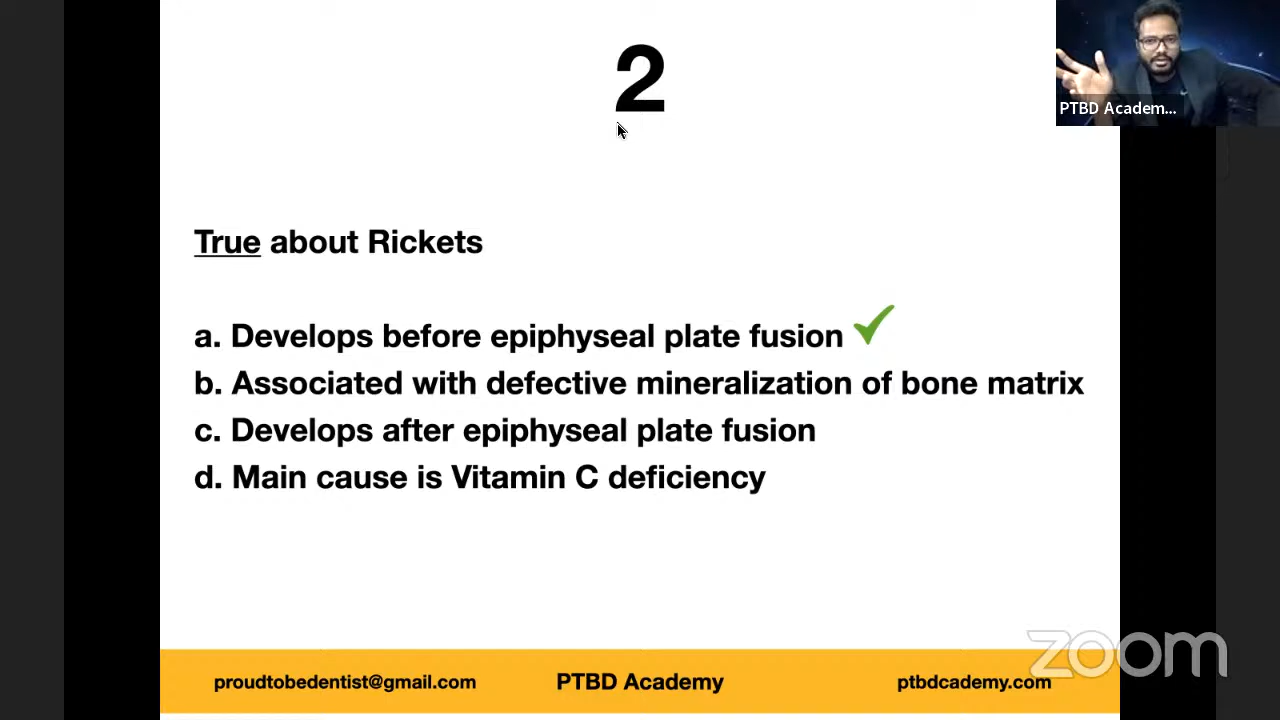 2
PTBD Academ...
True about Rickets
a. Develops before epiphyseal plate fusion
b. Associated with defective mineralization of bone matrix
c. Develops after epiphyseal plate fusion
d. Main cause is Vitamin C deficiency
zoom
proudtobedentist@gmail.com PTBD Academy ptbdcademy.com